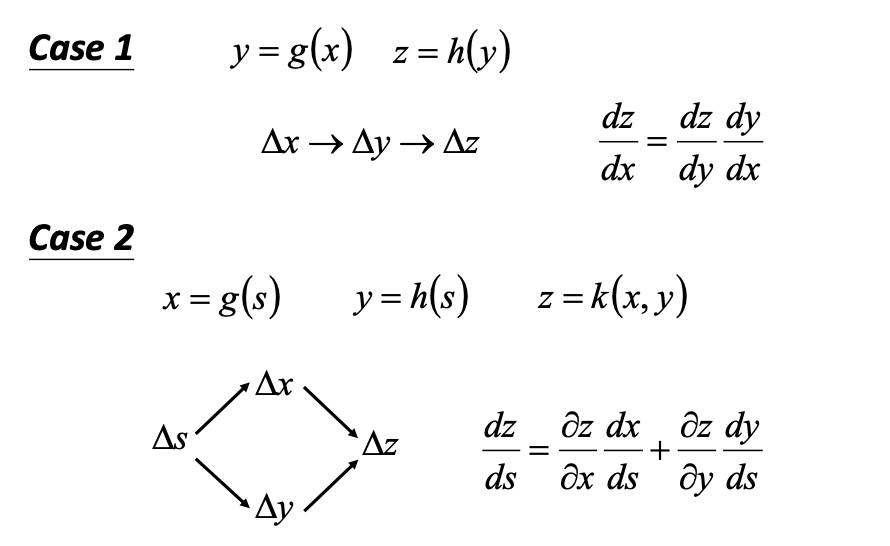 Case 1 y = g(x) z = h(y)
Δx → Δy → Δz dz/dx = dz/dy dy/dx
Case 2
x = g(s) y = h(s) z = k(x, y)
Δx
Δs Δz dz/ds = ∂z/∂x dx/ds + ∂z/∂y dy/ds
Δy